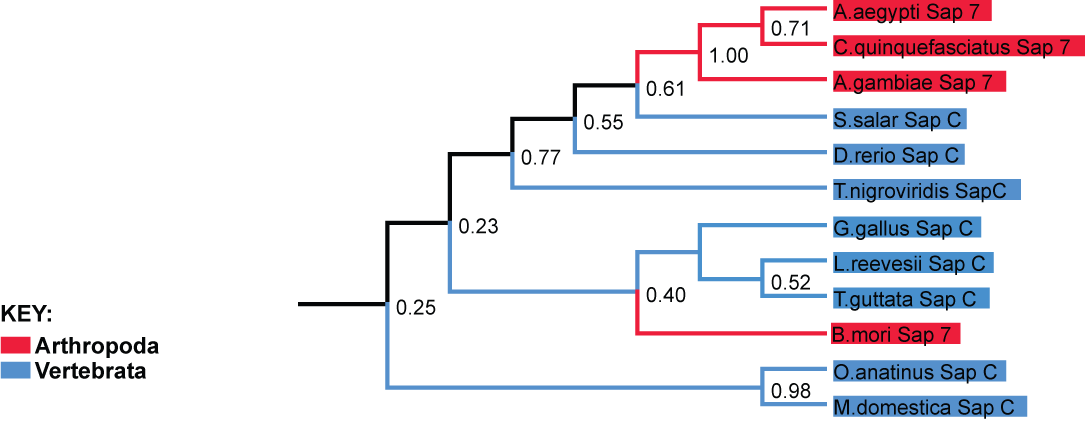 A.aegypti Sap 7
0.71
C.quinquefasciatus Sap 7
1.00
A.gambiae Sap 7
0.61
S.salar Sap C
0.55
D.rerio Sap C
0.77
T.nigroviridis SapC
0.23
G.gallus Sap C
L.reevesii Sap C
0.52
T.guttata Sap C
0.40
0.25
B.mori Sap 7
KEY:
Arthropoda
Vertebrata
O.anatinus Sap C
0.98
M.domestica Sap C